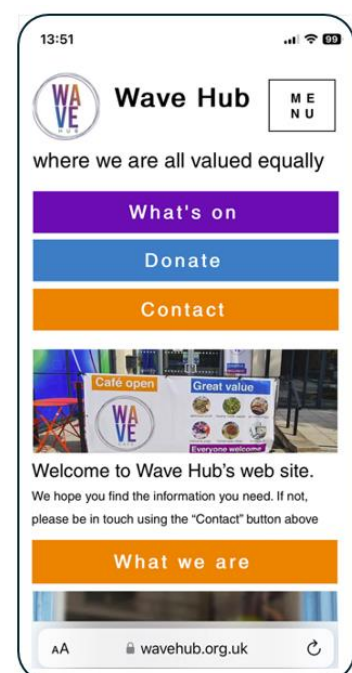 13:51
99
WA
VE
HUB
Wave Hub
ME
NU
where we are all valued equally
What's on
Donate
Contact
Café open
Great value
WA
VE
Everyone welcome
Welcome to Wave Hub's web site.
We hope you find the information you need. If not,
please be in touch using the “Contact” button above
What we are
AA
wavehub.org.uk